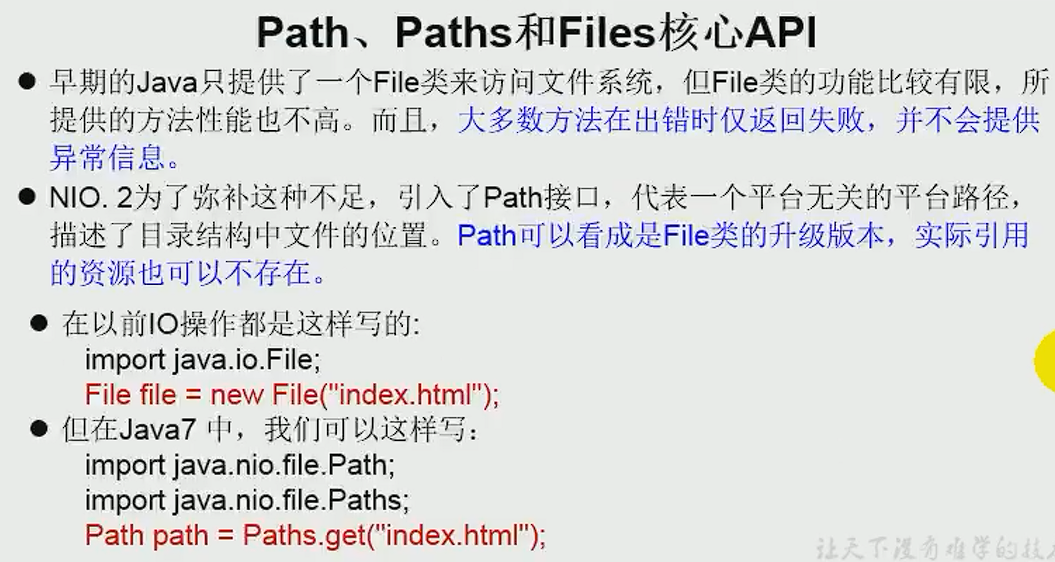 Path、Paths和Files核心API
● 早期的Java只提供了一个File类来访问文件系统，但File类的功能比较有限，所
提供的方法性能也不高。而且，大多数方法在出错时仅返回失败，并不会提供
异常信息。
● NIO. 2为了弥补这种不足，引入了Path接口，代表一个平台无关的平台路径，
描述了目录结构中文件的位置。Path可以看成是File类的升级版本，实际引用
的资源也可以不存在。
● 在以前IO操作都是这样写的:
import java.io.File;
File file = new File("index.html");
● 但在Java7 中，我们可以这样写：
import java.nio.file.Path;
import java.nio.file.Paths;
Path path = Paths.get("index.html");
让天下没有难学的技